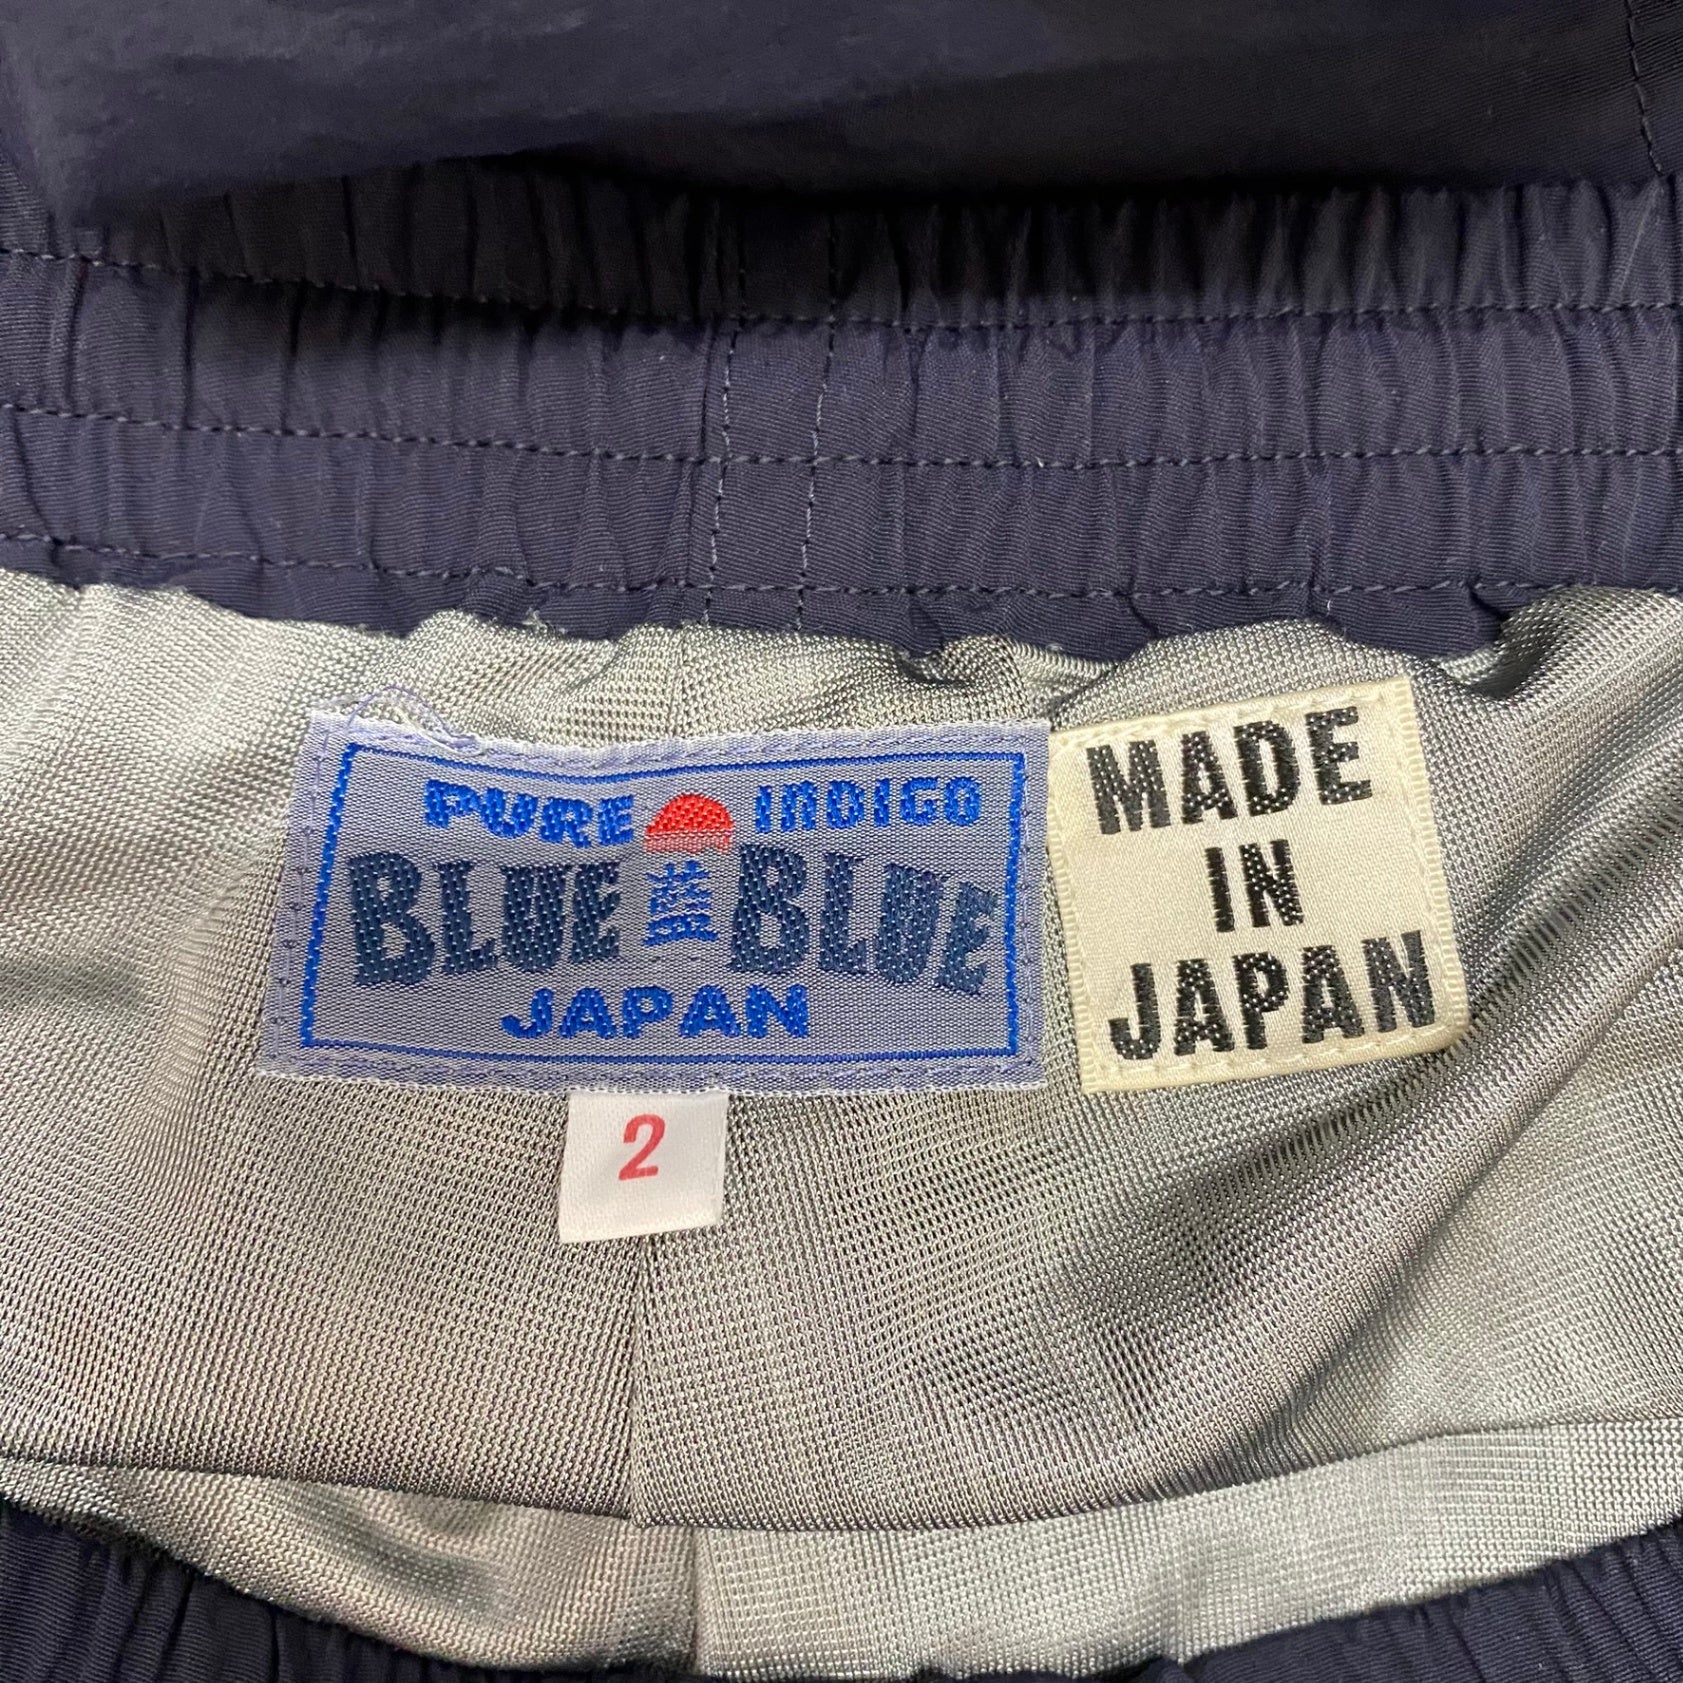 PURE INDIGO
BLUE 藍 BLUE
JAPAN
2
MADE
IN
JAPAN